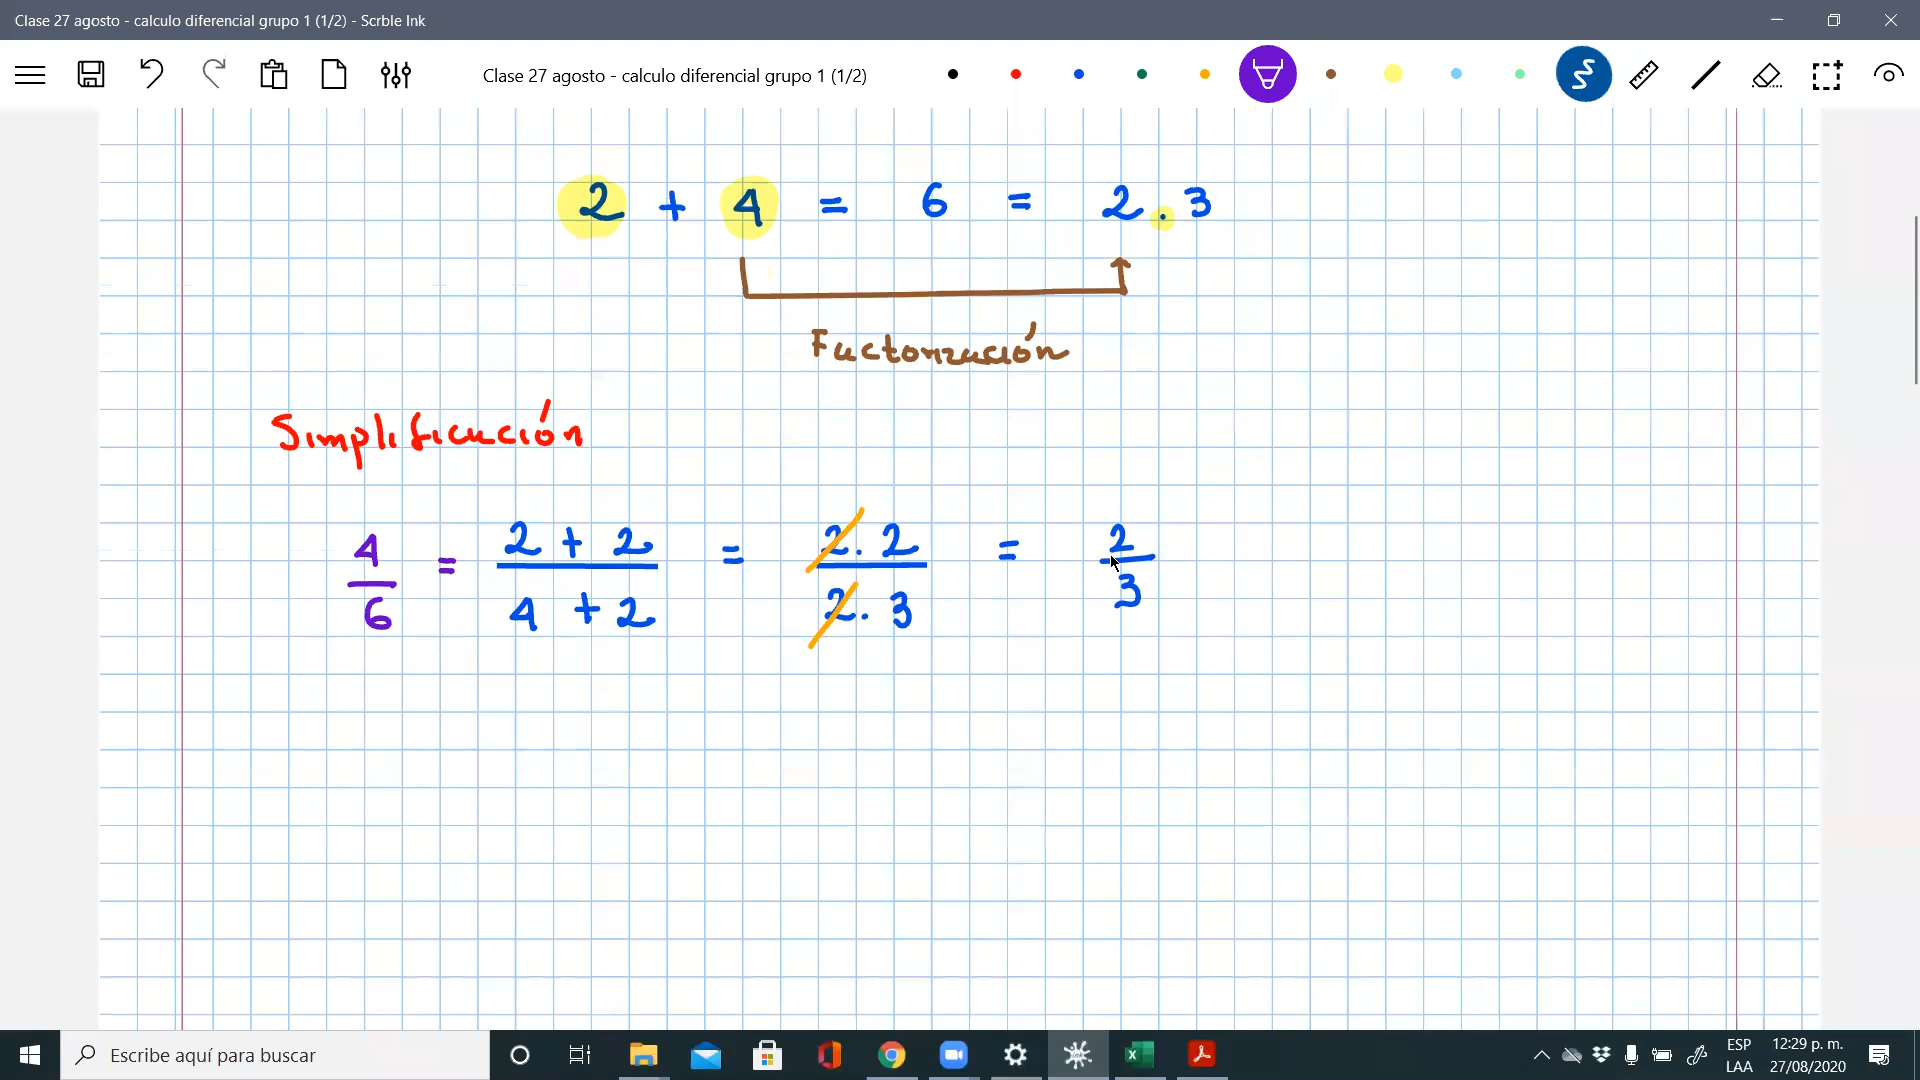 Clase 27 agosto - calculo diferencial grupo 1 (1/2) - Scrble Ink
Clase 27 agosto - calculo diferencial grupo 1 (1/2)
2 + 4 = 6 = 2 . 3
Factorización
Simplificación
4/6 = (2 + 2)/(4 + 2) = (2 . 2)/(2 . 3) = 2/3
Escribe aquí para buscar
ESP
LAA
12:29 p. m.
27/08/2020